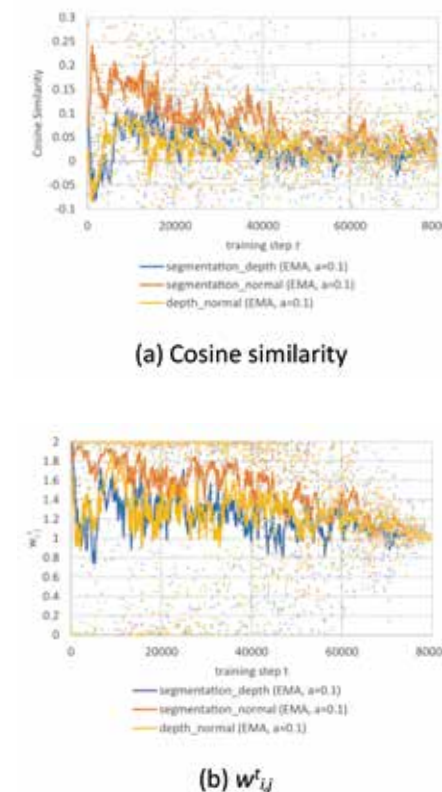 0.3
0.25
0.2
0.15
0.1
0.05
0
-0.05
-0.1
Cosine Similarity
0 20000 40000 60000 80000
training step t
segmentation_depth (EMA, a=0.1)
segmentation_normal (EMA, a=0.1)
depth_normal (EMA, a=0.1)
(a) Cosine similarity
2
1.8
1.6
1.4
1.2
1
0.8
0.6
0.4
0.2
0
0 20000 40000 60000 80000
training step t
segmentation_depth (EMA, a=0.1)
segmentation_normal (EMA, a=0.1)
depth_normal (EMA, a=0.1)
(b) wᵗi,j